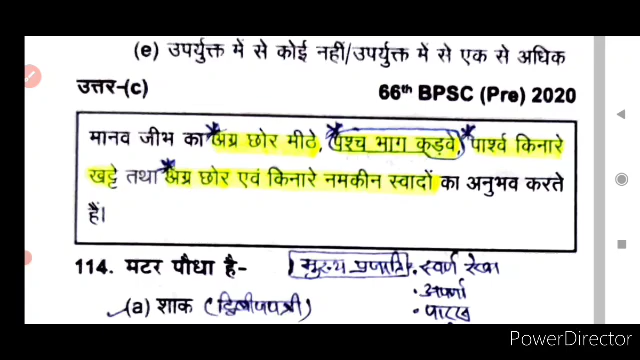 (e) उपर्युक्त में से कोई नहीं/उपर्युक्त में से एक से अधिक
उत्तर-(c) 66th BPSC (Pre) 2020
मानव जीभ का अग्र छोर मीठे, पश्च भाग कुड़वे, पार्श्व किनारे
खट्टे तथा अग्र छोर एवं किनारे नमकीन स्वादों का अनुभव करते
हैं।
114. मटर पौधा है- मुख्य प्रजाति • स्वर्ण रेखा
• अपर्णा
(a) शाक (द्विबीजपत्री)
PowerDirector